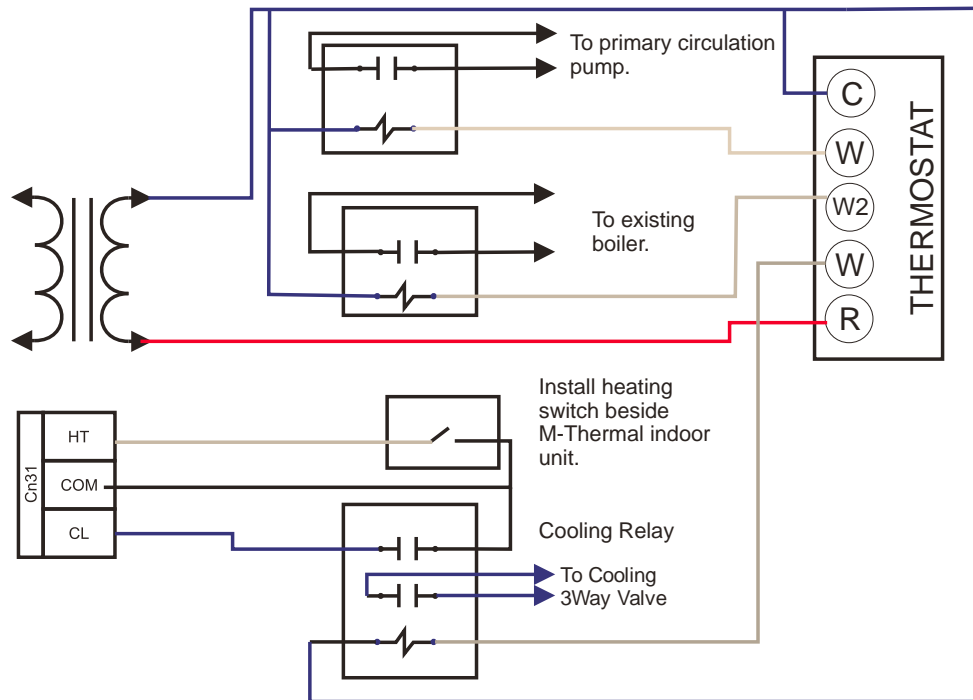 To primary circulation
pump.
C
W
W2
W
R
THERMOSTAT
To existing
boiler.
Install heating
switch beside
M-Thermal indoor
unit.
Cn31
HT
COM
CL
Cooling Relay
To Cooling
3Way Valve